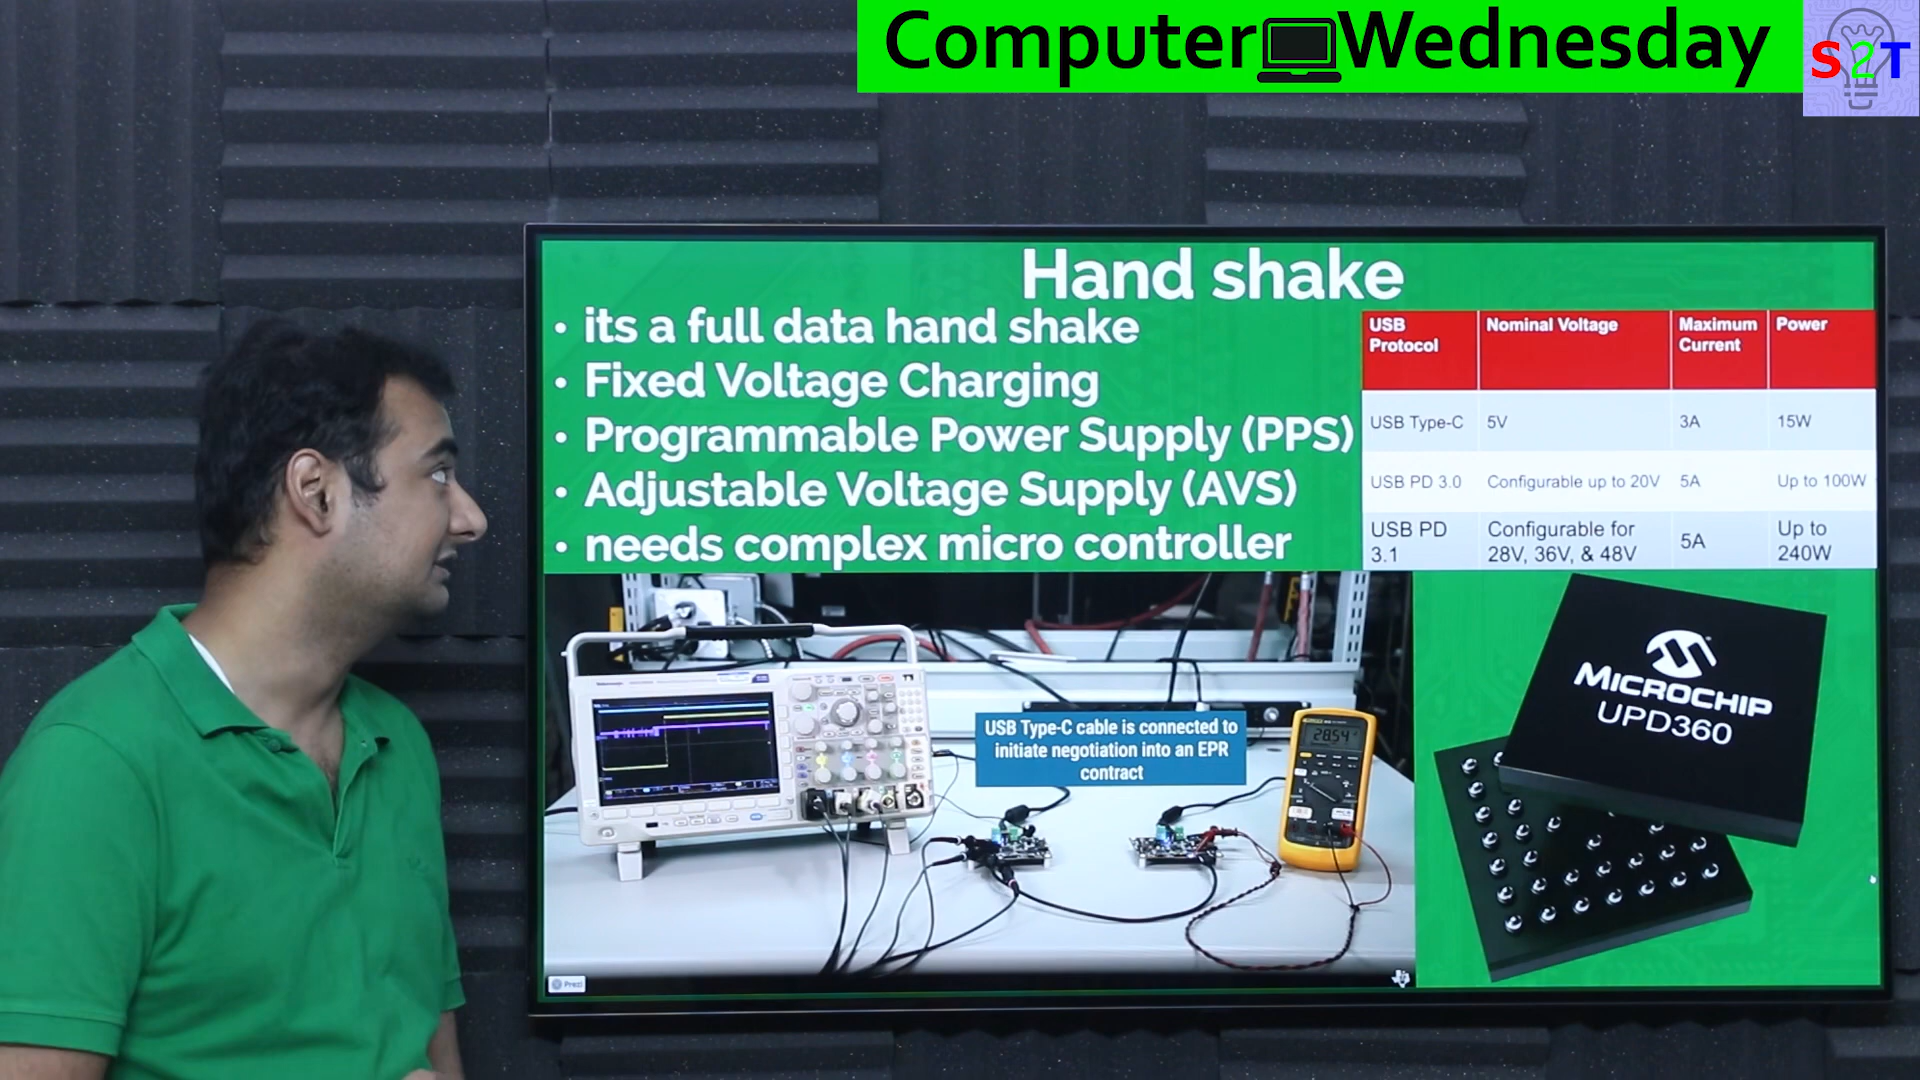 Computer Wednesday
S2T
Hand shake
• its a full data hand shake
• Fixed Voltage Charging
• Programmable Power Supply (PPS)
• Adjustable Voltage Supply (AVS)
• needs complex micro controller
USB Protocol Nominal Voltage Maximum Current Power
USB Type-C 5V 3A 15W
USB PD 3.0 Configurable up to 20V 5A Up to 100W
USB PD 3.1 Configurable for 28V, 36V, & 48V 5A Up to 240W
USB Type-C cable is connected to
initiate negotiation into an EPR
contract
28.54
MICROCHIP
UPD360
Prezi